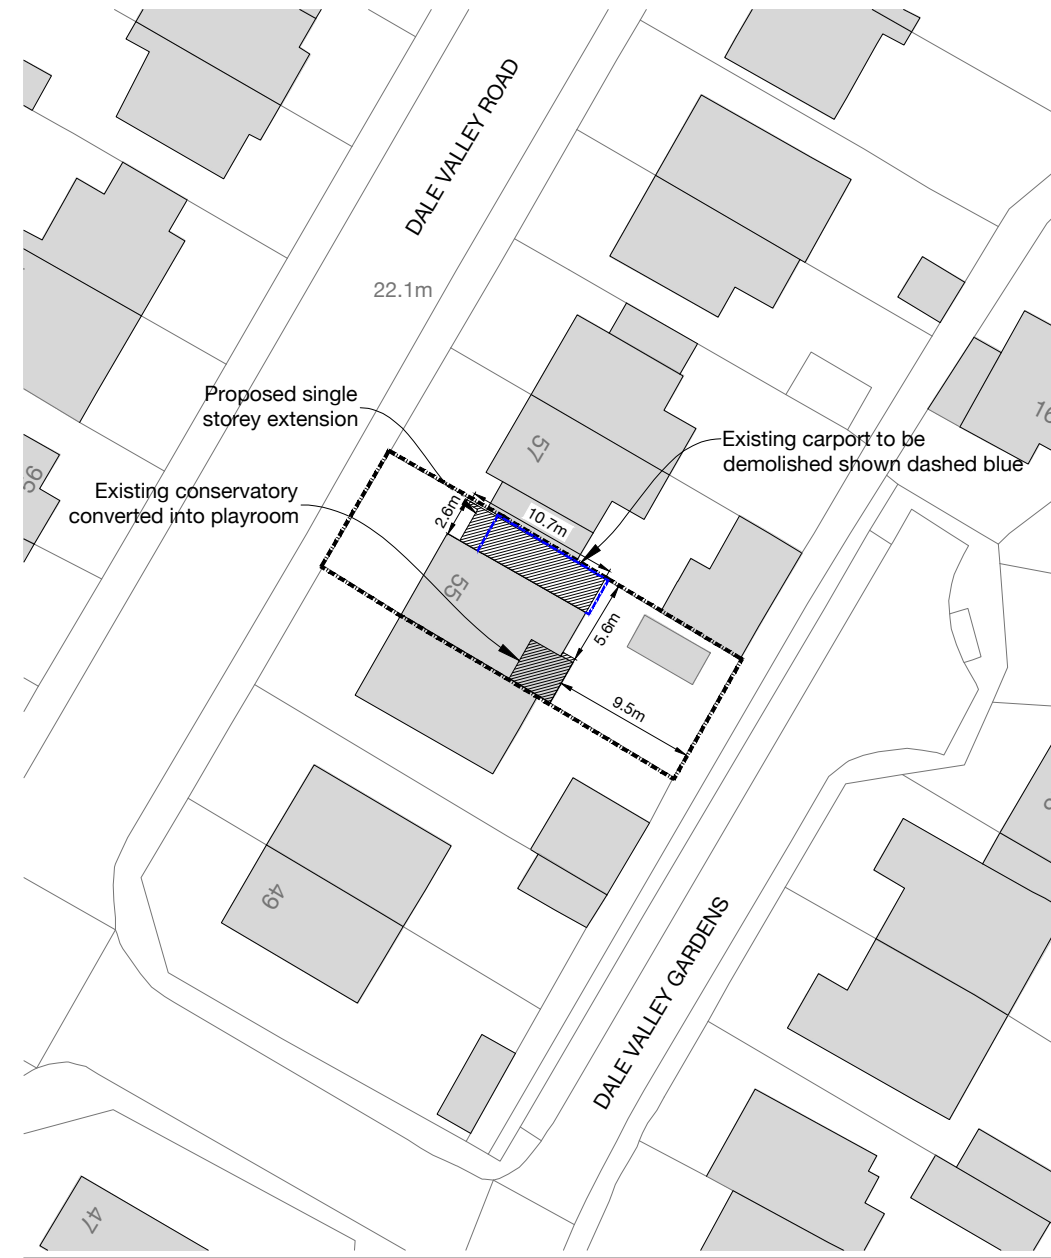 DALE VALLEY ROAD
22.1m
Proposed single
storey extension
57
Existing carport to be
demolished shown dashed blue
96
Existing conservatory
converted into playroom
2.6m
10.7m
55
5.6m
9.5m
49
DALE VALLEY GARDENS
47